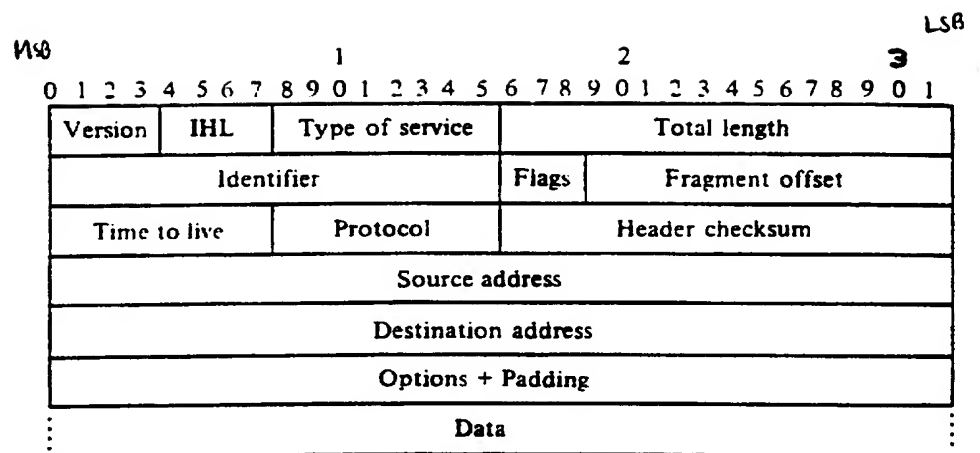 LSB
MSB
1 2 3
0 1 2 3 4 5 6 7 8 9 0 1 2 3 4 5 6 7 8 9 0 1 2 3 4 5 6 7 8 9 0 1
Version IHL Type of service Total length
Identifier Flags Fragment offset
Time to live Protocol Header checksum
Source address
Destination address
Options + Padding
Data